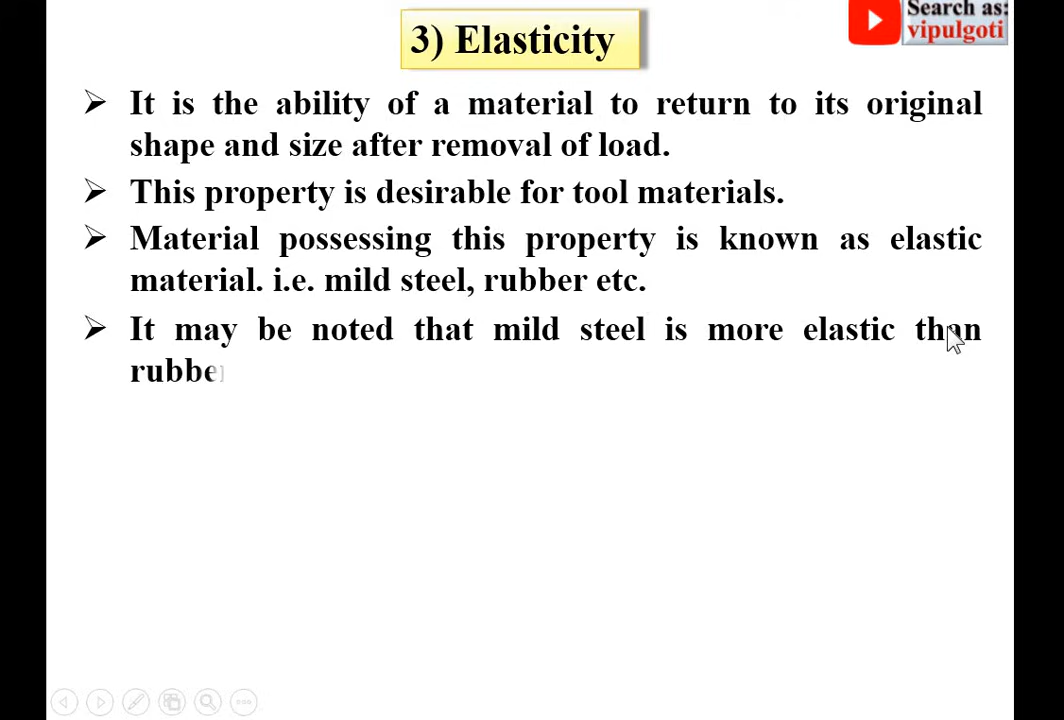 Search as:
vipulgoti
3) Elasticity
➢ It is the ability of a material to return to its original
shape and size after removal of load.
➢ This property is desirable for tool materials.
➢ Material possessing this property is known as elastic
material. i.e. mild steel, rubber etc.
➢ It may be noted that mild steel is more elastic than
rubber